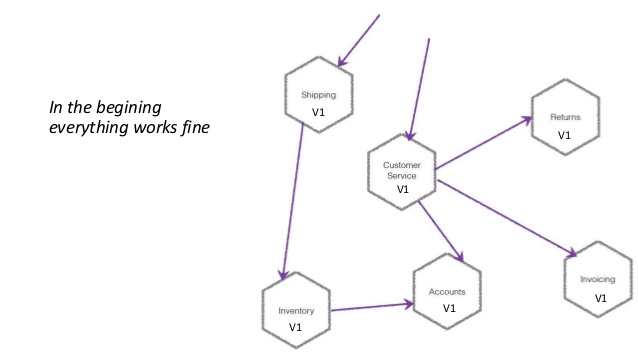 In the begining
everything works fine
Shipping
V1
Returns
V1
Customer
Service
V1
Accounts
V1
Invoicing
V1
Inventory
V1